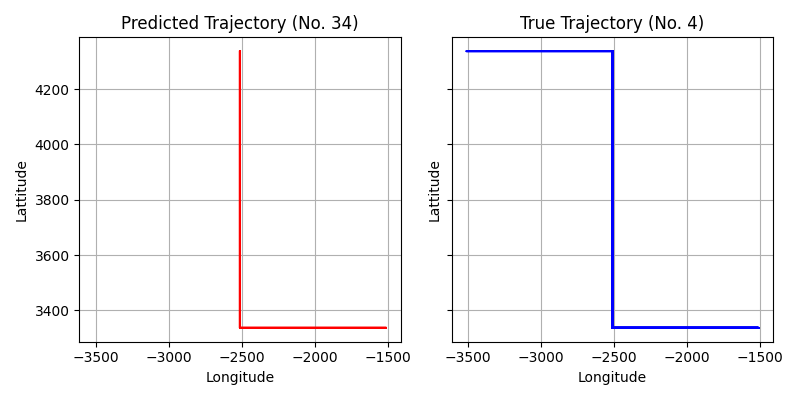 Predicted Trajectory (No. 34)
True Trajectory (No. 4)
4200
4000
3800
3600
3400
Lattitude
Lattitude
−3500 −3000 −2500 −2000 −1500
−3500 −3000 −2500 −2000 −1500
Longitude
Longitude